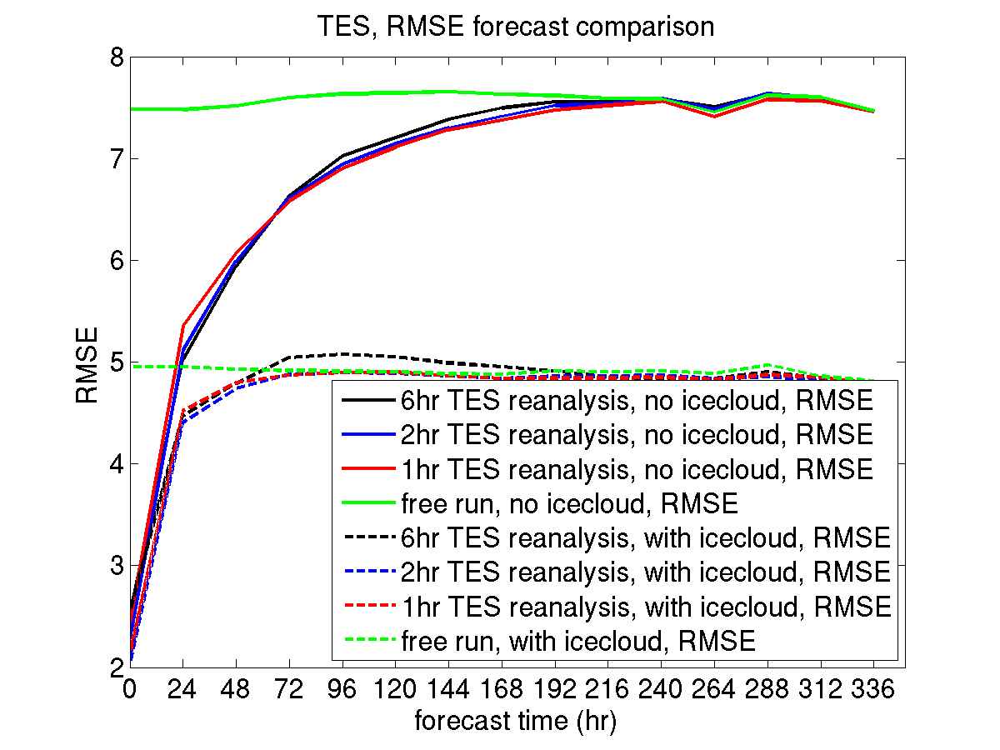 TES, RMSE forecast comparison
8
7
6
5
4
3
2
RMSE
6hr TES reanalysis, no icecloud, RMSE
2hr TES reanalysis, no icecloud, RMSE
1hr TES reanalysis, no icecloud, RMSE
free run, no icecloud, RMSE
6hr TES reanalysis, with icecloud, RMSE
2hr TES reanalysis, with icecloud, RMSE
1hr TES reanalysis, with icecloud, RMSE
free run, with icecloud, RMSE
0 24 48 72 96 120 144 168 192 216 240 264 288 312 336
forecast time (hr)